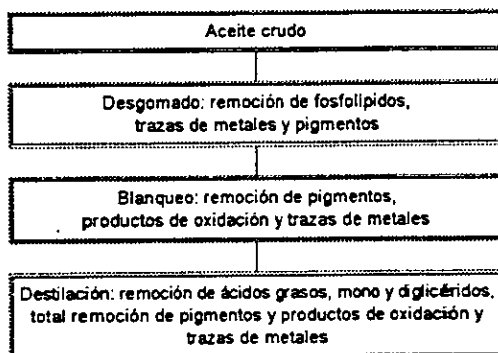 Aceite crudo
Desgomado: remoción de fosfolípidos,
trazas de metales y pigmentos
Blanqueo: remoción de pigmentos,
productos de oxidación y trazas de metales
Destilación: remoción de ácidos grasos, mono y diglicéridos,
total remoción de pigmentos y productos de oxidación y
trazas de metales